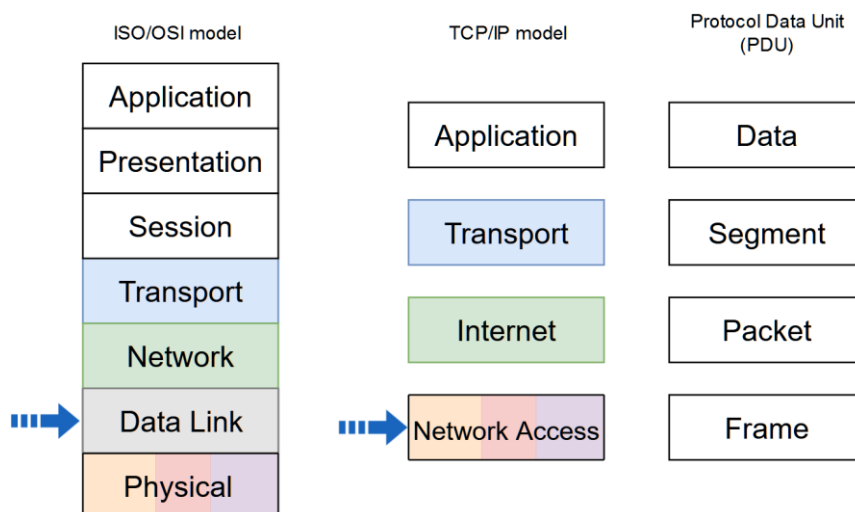 ISO/OSI model
Application
Presentation
Session
Transport
Network
Data Link
Physical
TCP/IP model
Application
Transport
Internet
Network Access
Protocol Data Unit
(PDU)
Data
Segment
Packet
Frame